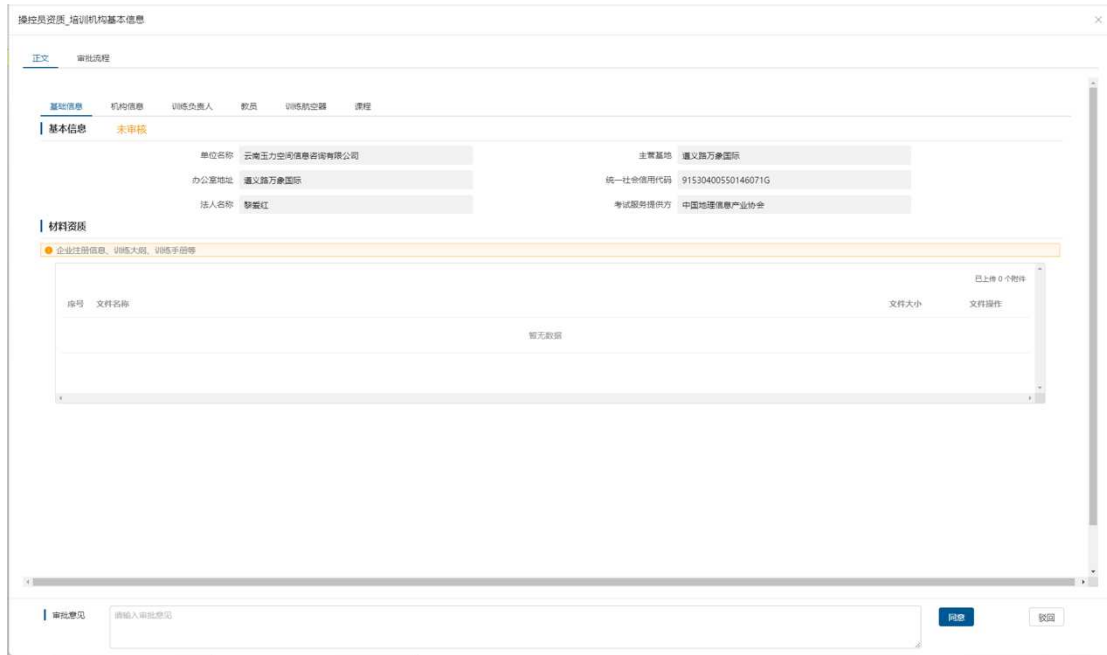 操控员资质_培训机构基本信息
正文 审批流程
基础信息 机构信息 训练负责人 教员 训练航空器 课程
基本信息 未审核
单位名称 云南玉力空间信息咨询有限公司 主营基地 道义路万象国际
办公室地址 道义路万象国际 统一社会信用代码 91530400550146071G
法人名称 黎爱红 考试服务提供方 中国地理信息产业协会
材料资质
企业注册信息、训练大纲、训练手册等
已上传 0 个附件
序号 文件名称 文件大小 文件操作
暂无数据
审批意见 请输入审批意见 同意 驳回